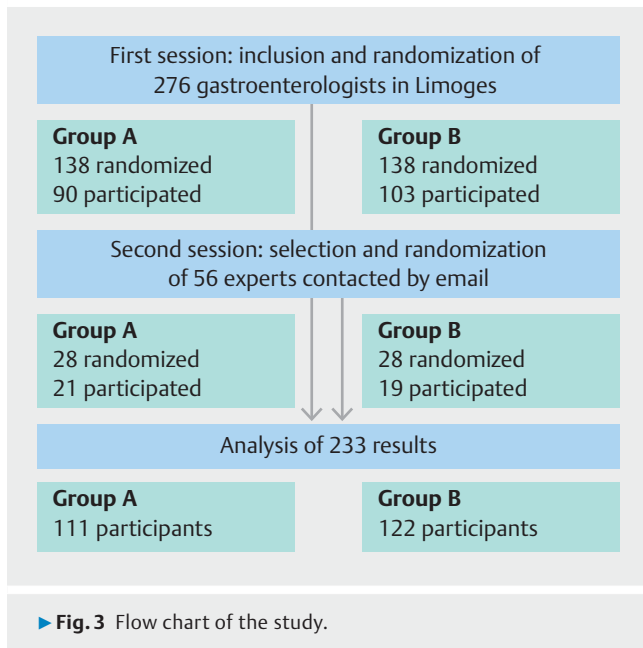 First session: inclusion and randomization of
276 gastroenterologists in Limoges
Group A
138 randomized
90 participated
Group B
138 randomized
103 participated
Second session: selection and randomization
of 56 experts contacted by email
Group A
28 randomized
21 participated
Group B
28 randomized
19 participated
Analysis of 233 results
Group A
111 participants
Group B
122 participants
▶ Fig. 3 Flow chart of the study.